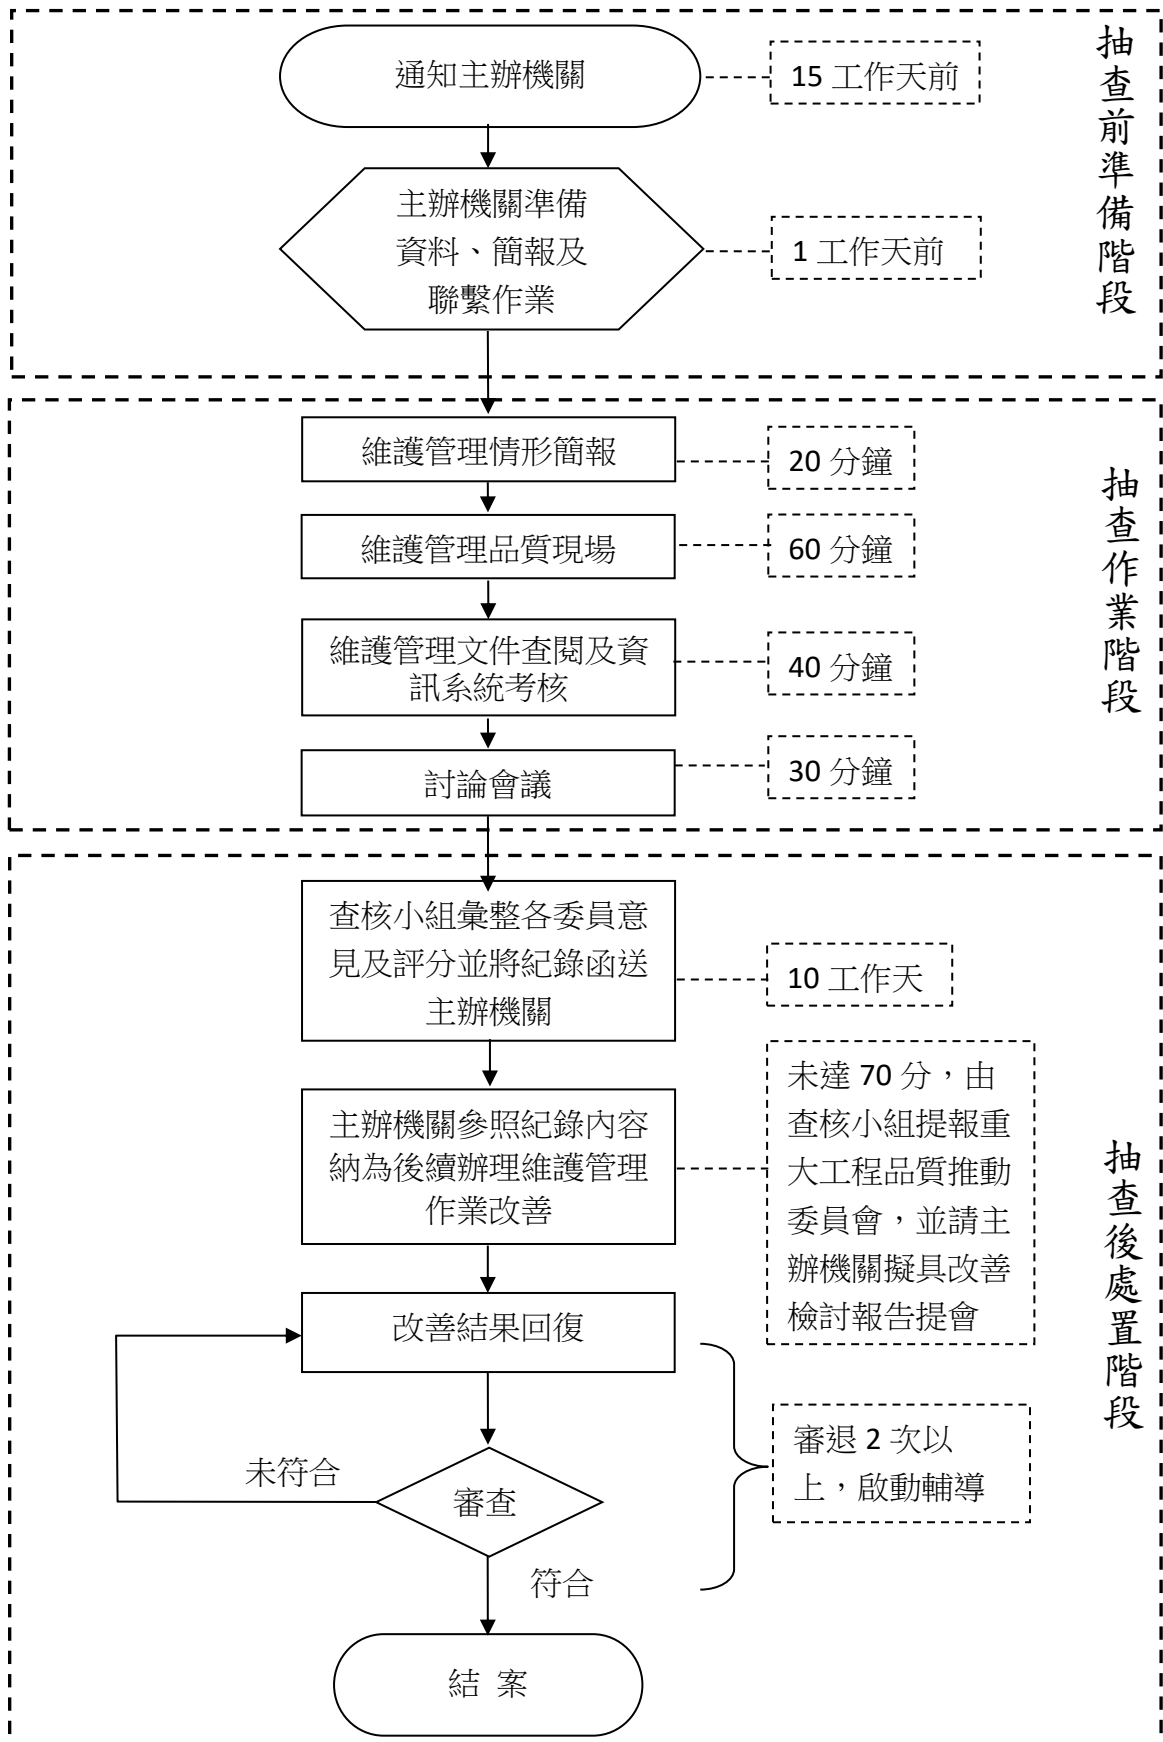 通知主辦機關
15 工作天前
主辦機關準備
資料、簡報及
聯繫作業
1 工作天前
抽查前準備階段
維護管理情形簡報
20 分鐘
維護管理品質現場
60 分鐘
維護管理文件查閱及資
訊系統考核
40 分鐘
討論會議
30 分鐘
抽查作業階段
查核小組彙整各委員意
見及評分並將紀錄函送
主辦機關
10 工作天
主辦機關參照紀錄內容
納為後續辦理維護管理
作業改善
未達 70 分，由
查核小組提報重
大工程品質推動
委員會，並請主
辦機關擬具改善
檢討報告提會
改善結果回復
審查
未符合
符合
審退 2 次以
上，啟動輔導
結 案
抽查後處置階段